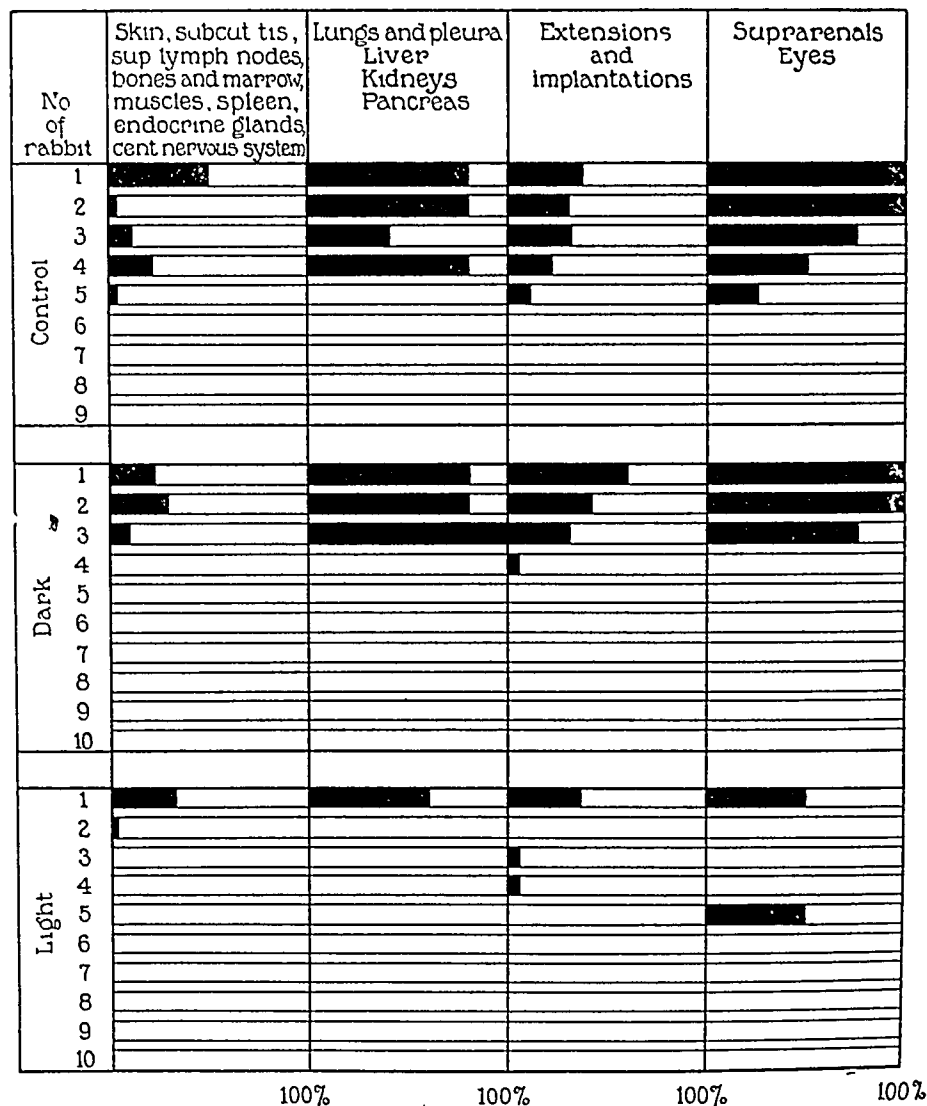 No
of
rabbit
Skin, subcut tis,
sup lymph nodes,
bones and marrow,
muscles, spleen,
endocrine glands,
cent nervous system
Lungs and pleura
Liver
Kidneys
Pancreas
Extensions
and
implantations
Suprarenals
Eyes
Control
1
2
3
4
5
6
7
8
9
Dark
1
2
3
4
5
6
7
8
9
10
Light
1
2
3
4
5
6
7
8
9
10
100% 100% 100% 100%